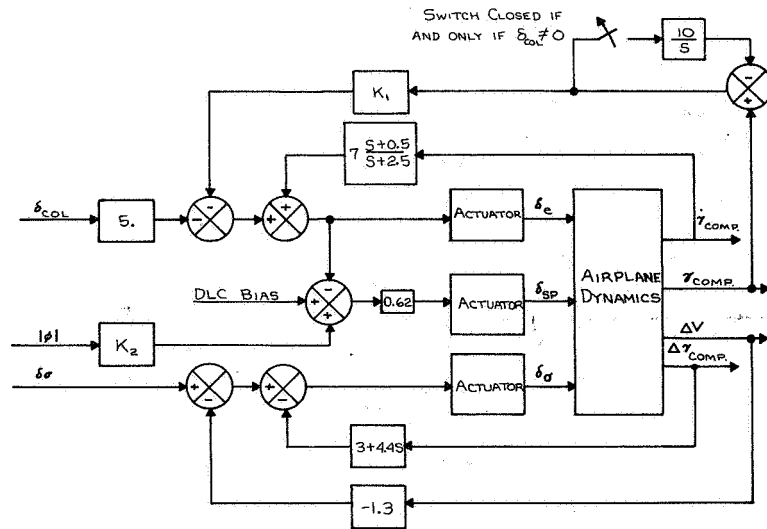 SWITCH CLOSED IF
AND ONLY IF δCOL≠0
10
S
-
+
K1
7 S+0.5
S+2.5
δCOL
5.
-
-
+
+
ACTUATOR
δe
γ̇COMP.
AIRPLANE
DYNAMICS
DLC BIAS
-
+
+
0.62
ACTUATOR
δSP
γCOMP.
|φ|
K2
ΔV
ΔγCOMP.
δσ
+
-
+
-
ACTUATOR
δσ
3+4.4S
-1.3